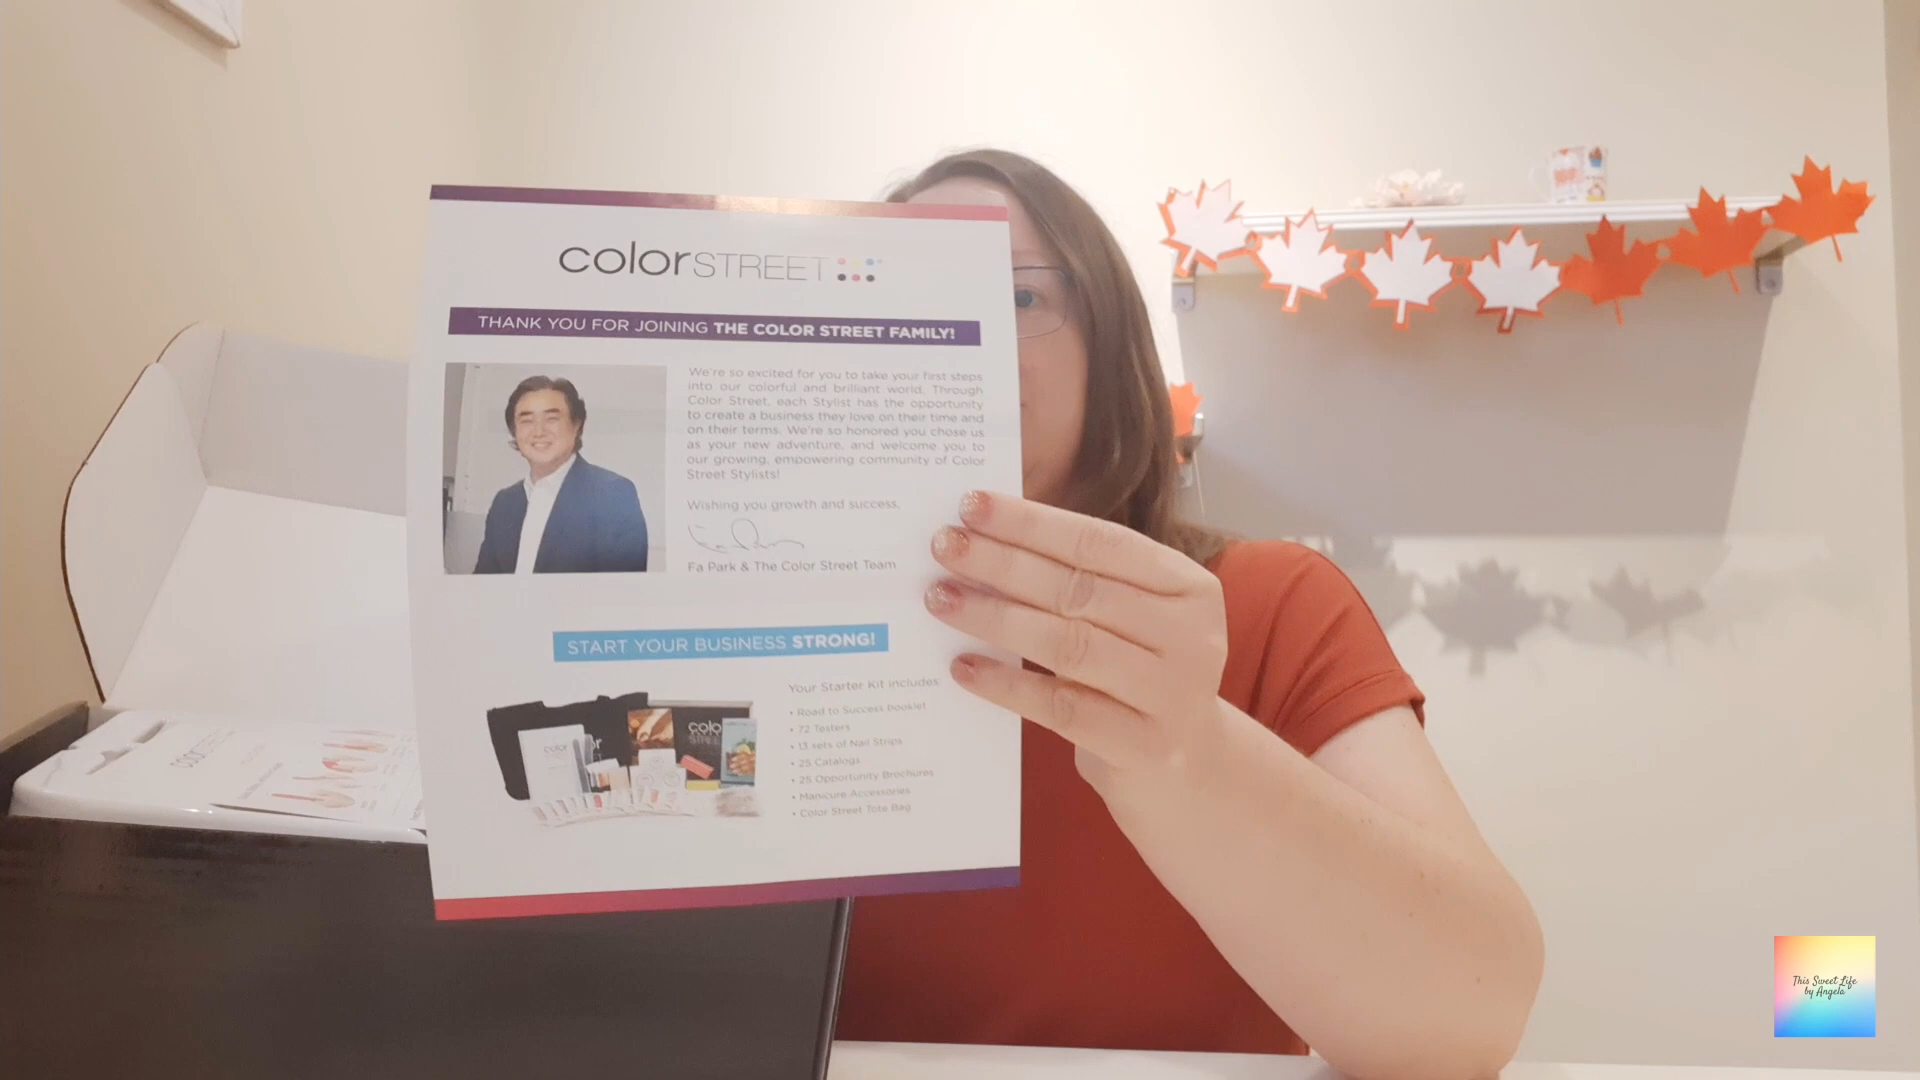 colorSTREET
THANK YOU FOR JOINING THE COLOR STREET FAMILY!
We're so excited for you to take your first steps
into our colorful and brilliant world. Through
Color Street, each Stylist has the opportunity
to create a business they love on their time and
on their terms. We're so honored you chose us
as your new adventure, and welcome you to
our growing, empowering community of Color
Street Stylists!
Wishing you growth and success,
Fa Park & The Color Street Team
START YOUR BUSINESS STRONG!
Your Starter Kit includes
• Road to Success booklet
• 72 Testers
• 13 sets of Nail Strips
• 25 Catalogs
• 25 Opportunity Brochures
• Manicure Accessories
• Color Street Tote Bag
color
STREET
color
This Sweet Life
by Angela